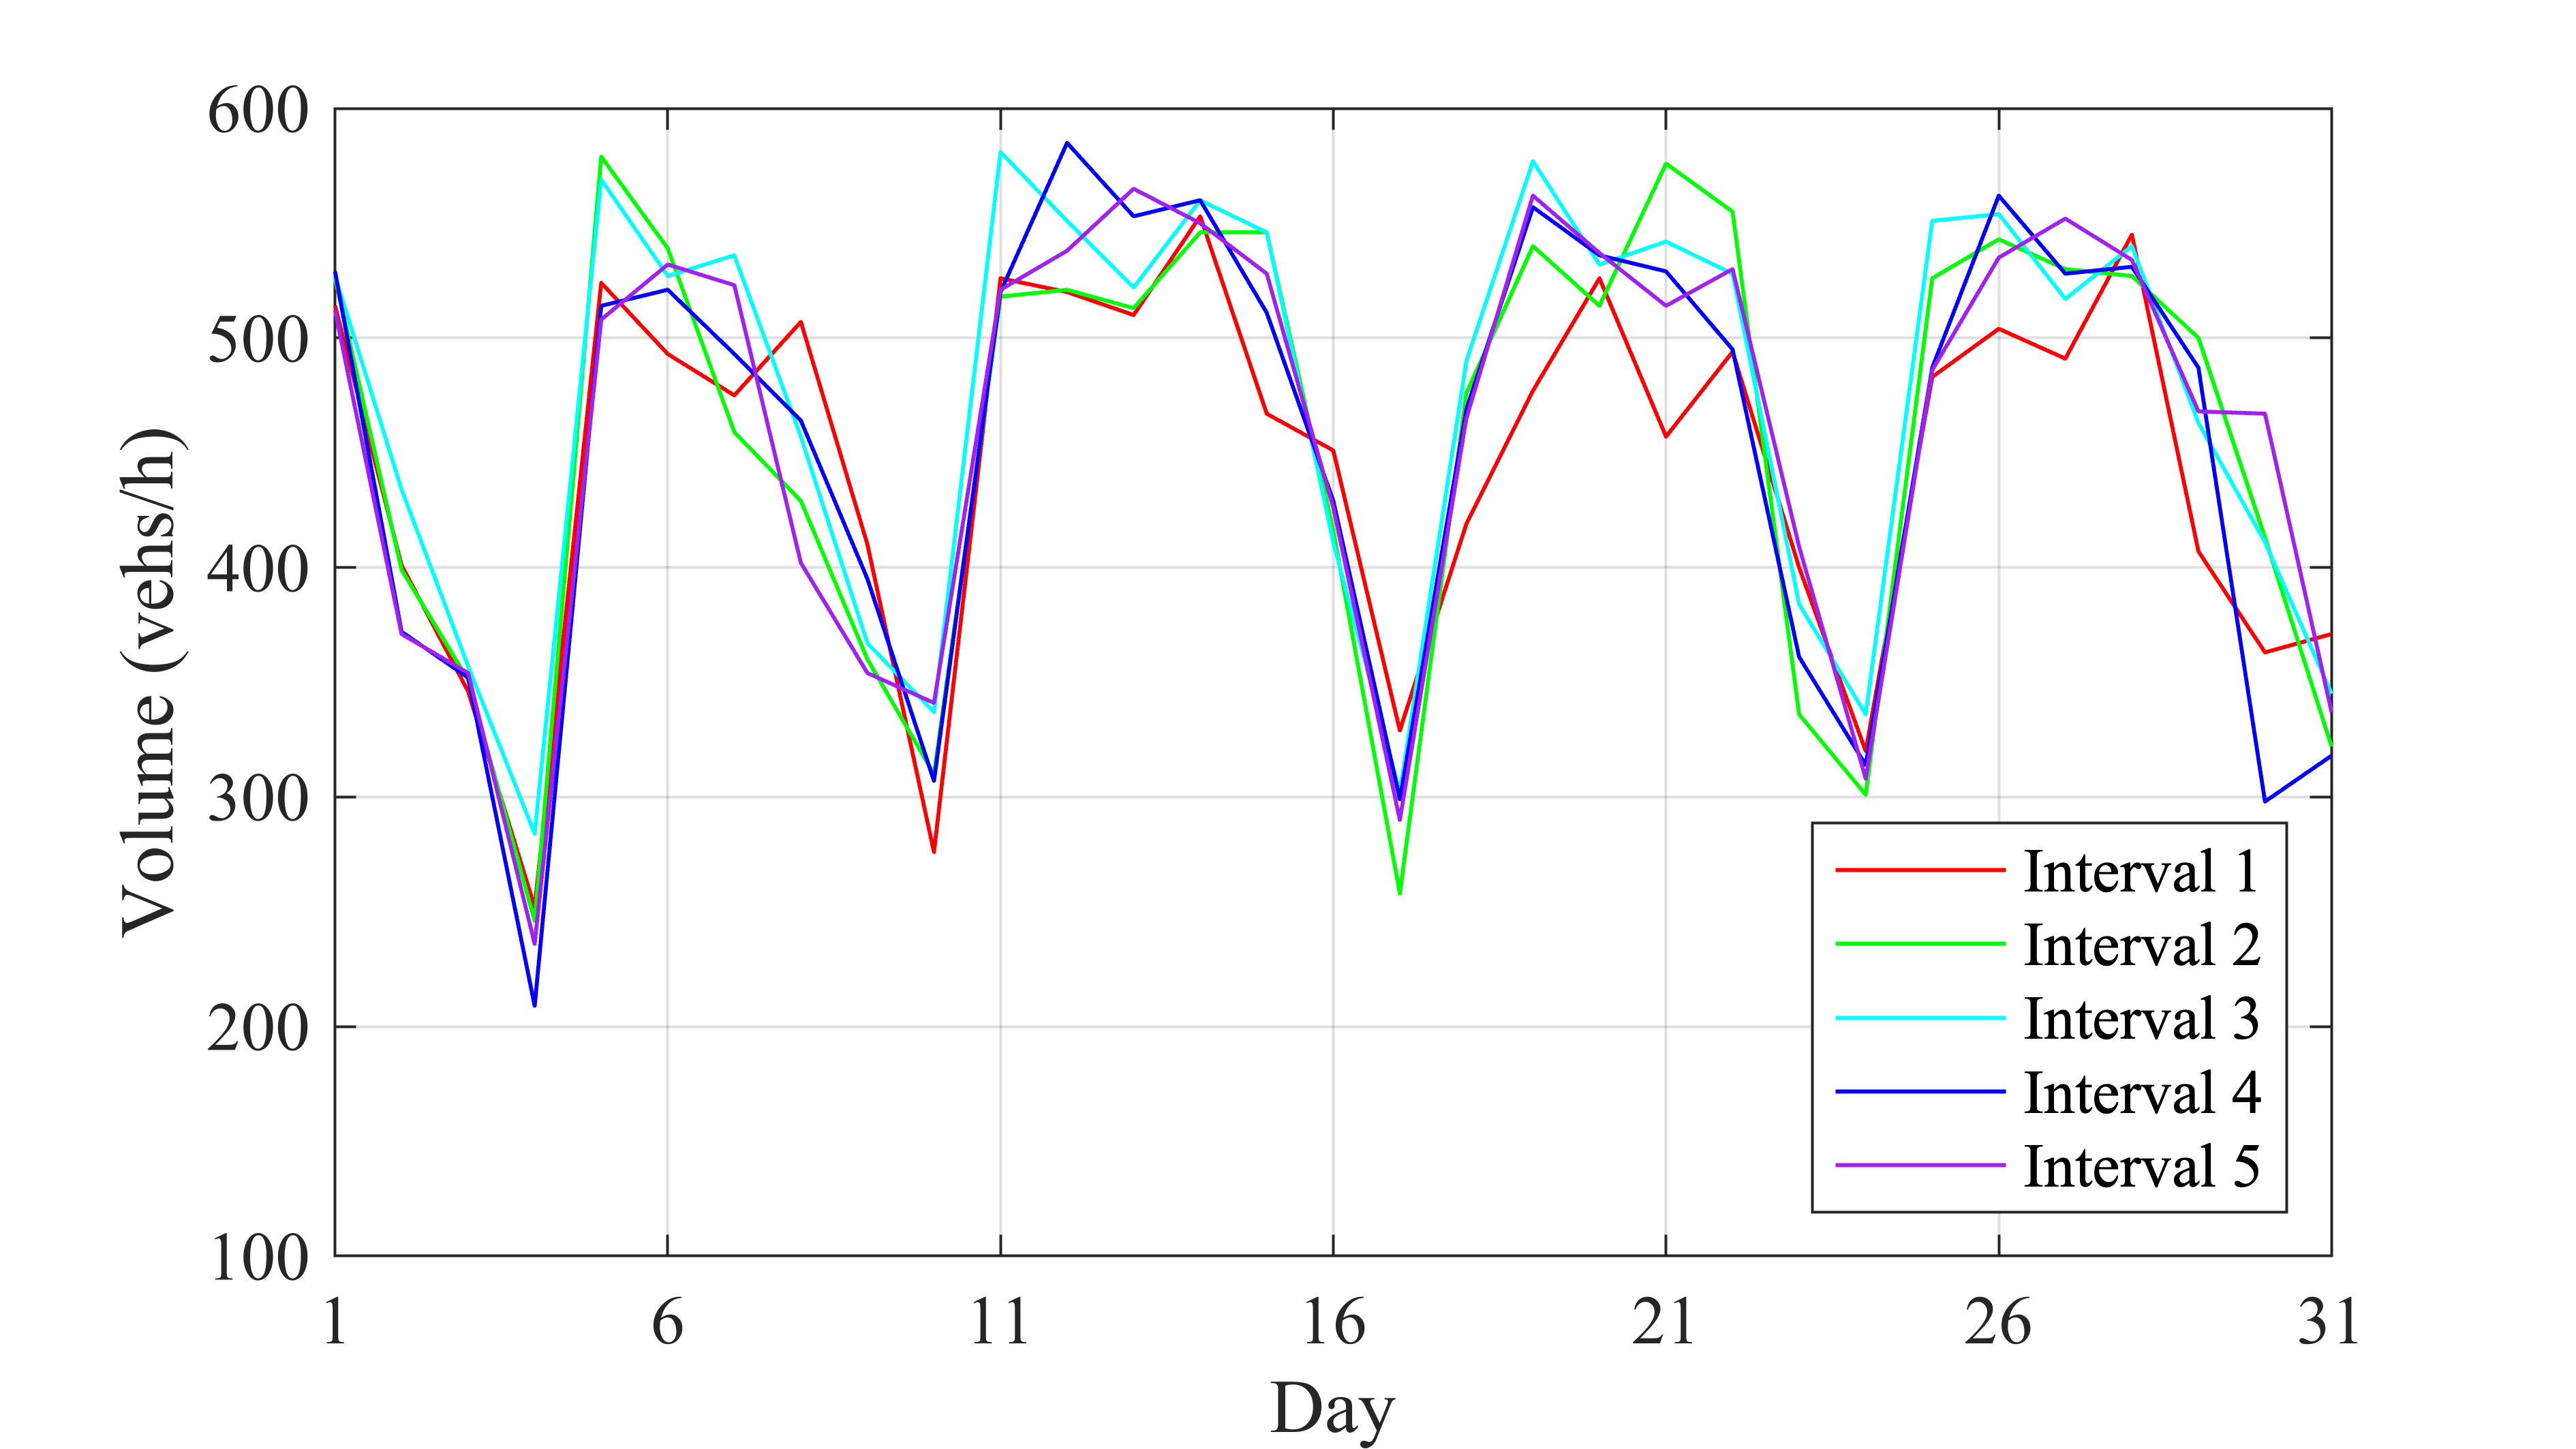 600
500
400
300
200
100
Volume (vehs/h)
1 6 11 16 21 26 31
Day
Interval 1
Interval 2
Interval 3
Interval 4
Interval 5